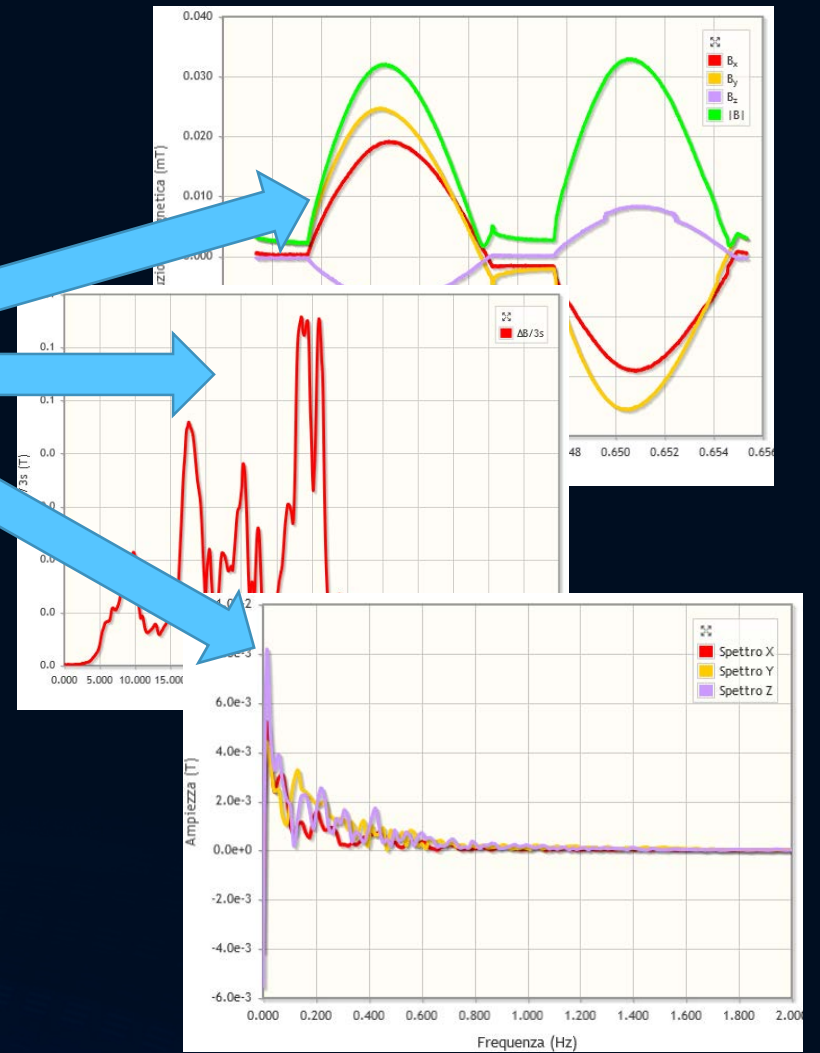 0.040
0.030
0.020
0.010
0.000
Bx
By
Bz
|B|
48 0.650 0.652 0.654 0.656
ΔB/3s
0.1
0.1
0.0
0.0
0.0
0.0
/3s (T)
0.000 5.000 10.000 15.000
Spettro X
Spettro Y
Spettro Z
6.0e-3
4.0e-3
2.0e-3
0.0e+0
-2.0e-3
-4.0e-3
-6.0e-3
Ampiezza (T)
0.000 0.200 0.400 0.600 0.800 1.000 1.200 1.400 1.600 1.800 2.000
Frequenza (Hz)